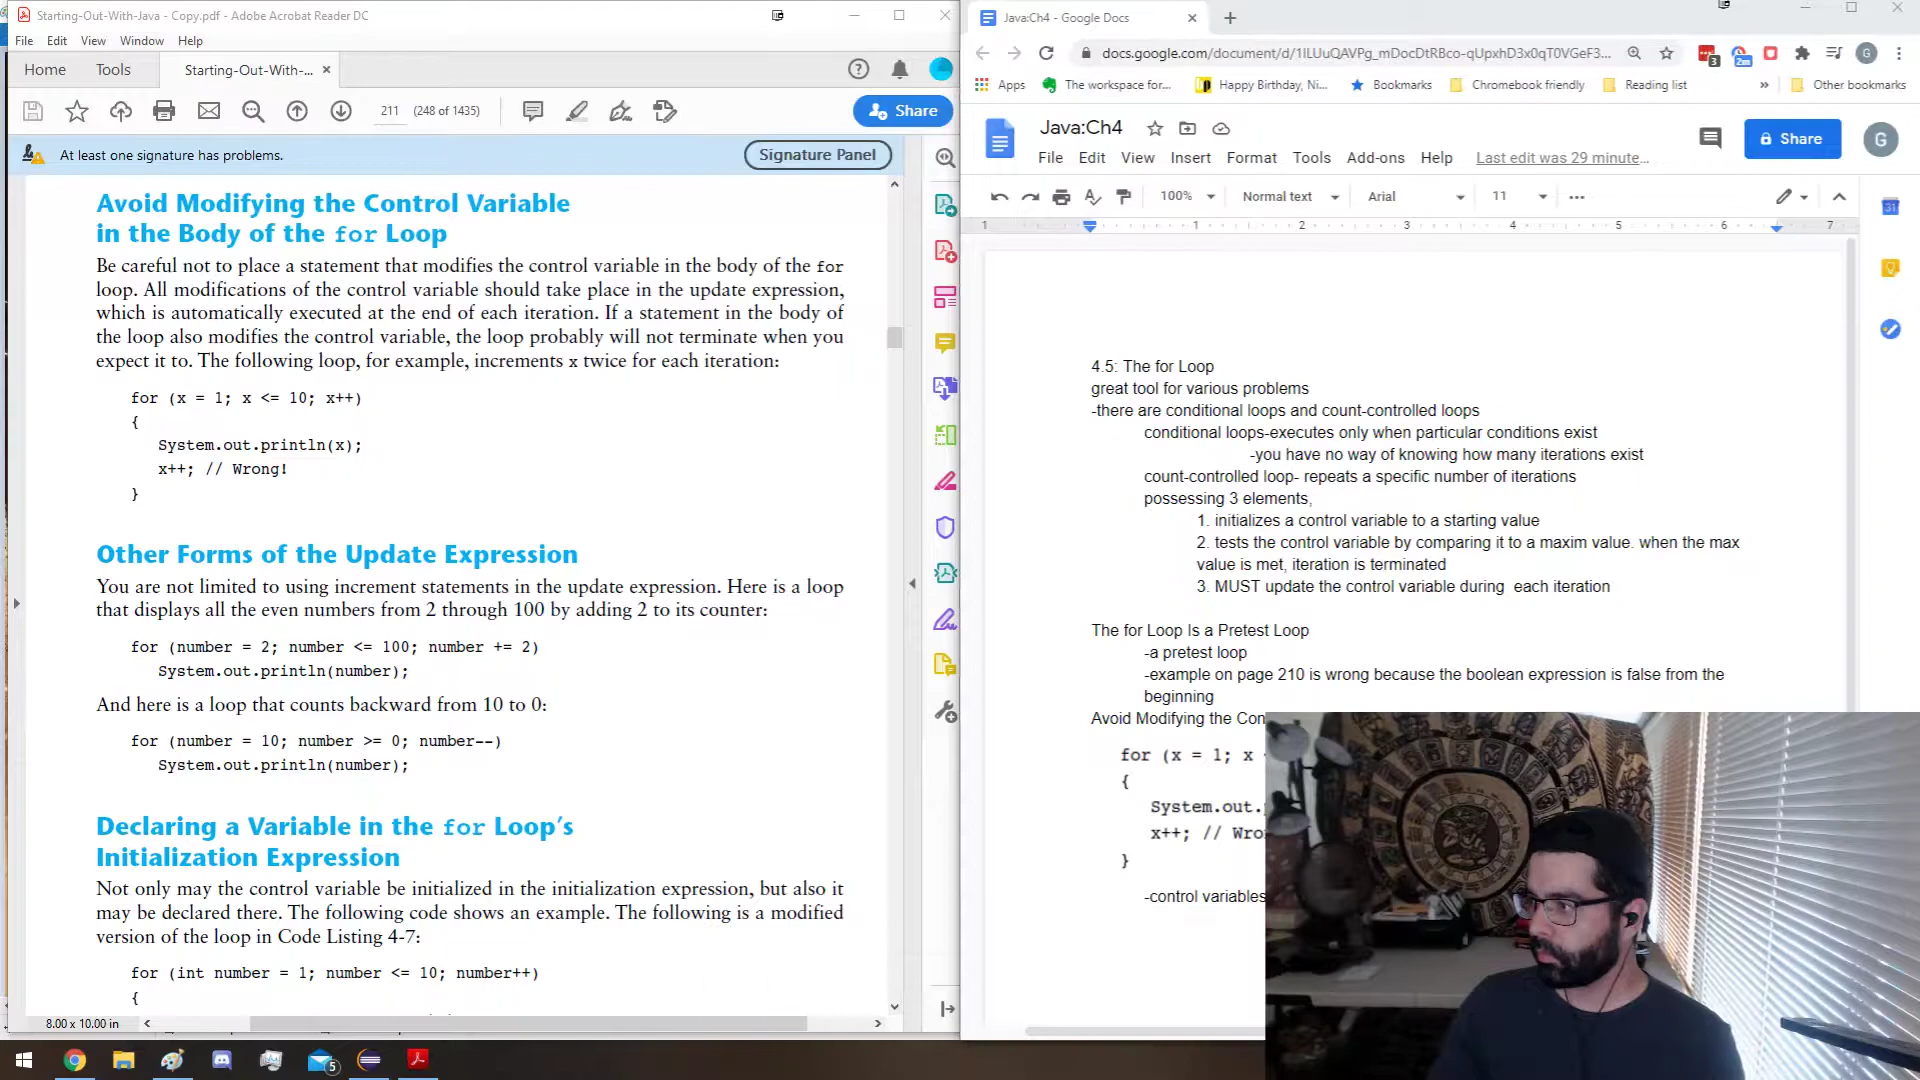 Starting-Out-With-Java - Copy.pdf - Adobe Acrobat Reader DC
File Edit View Window Help
Home Tools Starting-Out-With-... ×
211 (248 of 1435)
Share
At least one signature has problems.
Signature Panel
Avoid Modifying the Control Variable
in the Body of the for Loop
Be careful not to place a statement that modifies the control variable in the body of the for
loop. All modifications of the control variable should take place in the update expression,
which is automatically executed at the end of each iteration. If a statement in the body of
the loop also modifies the control variable, the loop probably will not terminate when you
expect it to. The following loop, for example, increments x twice for each iteration:
for (x = 1; x <= 10; x++)
{
System.out.println(x);
x++; // Wrong!
}
Other Forms of the Update Expression
You are not limited to using increment statements in the update expression. Here is a loop
that displays all the even numbers from 2 through 100 by adding 2 to its counter:
for (number = 2; number <= 100; number += 2)
System.out.println(number);
And here is a loop that counts backward from 10 to 0:
for (number = 10; number >= 0; number--)
System.out.println(number);
Declaring a Variable in the for Loop's
Initialization Expression
Not only may the control variable be initialized in the initialization expression, but also it
may be declared there. The following code shows an example. The following is a modified
version of the loop in Code Listing 4-7:
for (int number = 1; number <= 10; number++)
{
8.00 x 10.00 in
5
Java:Ch4 - Google Docs
docs.google.com/document/d/
3
2m
G
Apps The workspace for... Happy Birthday, Ni... Bookmarks Chromebook friendly Reading list » Other bookmarks
Java:Ch4
Share
G
File Edit View Insert Format Tools Add-ons Help Last edit was 29 minute...
100% Normal text Arial 11
1 1 2 3 4 5 6 7
31
4.5: The for Loop
great tool for various problems
-there are conditional loops and count-controlled loops
conditional loops-executes only when particular conditions exist
-you have no way of knowing how many iterations exist
count-controlled loop- repeats a specific number of iterations
possessing 3 elements,
1. initializes a control variable to a starting value
2. tests the control variable by comparing it to a maxim value. when the max
value is met, iteration is terminated
3. MUST update the control variable during each iteration
The for Loop Is a Pretest Loop
-a pretest loop
-example on page 210 is wrong because the boolean expression is false from the
beginning
Avoid Modifying the Con
for (x = 1; x
{
System.out.
x++; // Wro
}
-control variables